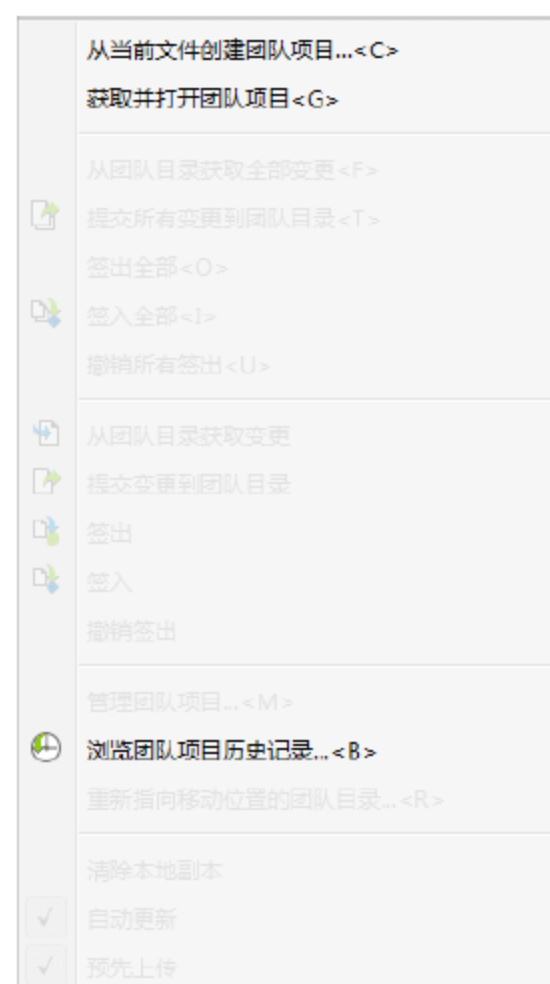 从当前文件创建团队项目...<C>
获取并打开团队项目<G>
从团队目录获取全部变更<F>
提交所有变更到团队目录<T>
签出全部<O>
签入全部<I>
撤销所有签出<U>
从团队目录获取变更
提交变更到团队目录
签出
签入
撤销签出
管理团队项目...<M>
浏览团队项目历史记录...<B>
重新指向移动位置的团队目录...<R>
清除本地副本
自动更新
预先上传